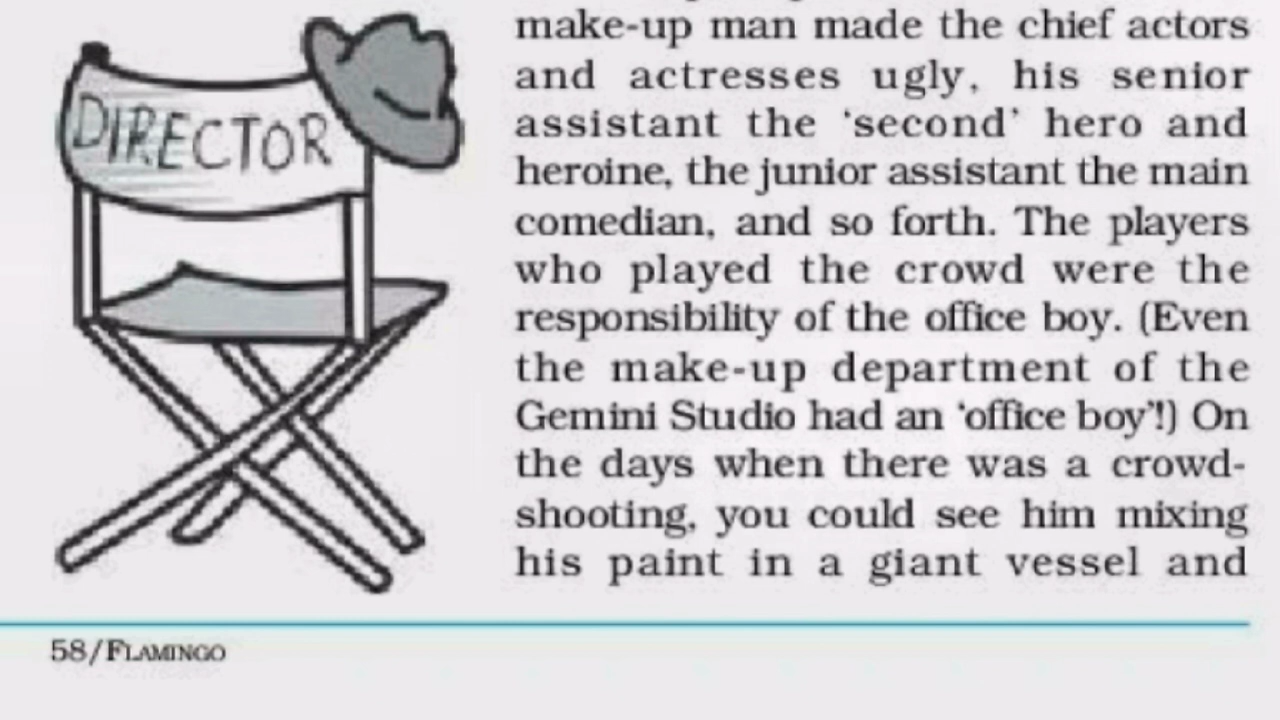 DIRECTOR
make-up man made the chief actors
and actresses ugly, his senior
assistant the ‘second’ hero and
heroine, the junior assistant the main
comedian, and so forth. The players
who played the crowd were the
responsibility of the office boy. (Even
the make-up department of the
Gemini Studio had an ‘office boy’!) On
the days when there was a crowd-
shooting, you could see him mixing
his paint in a giant vessel and
58/FLAMINGO